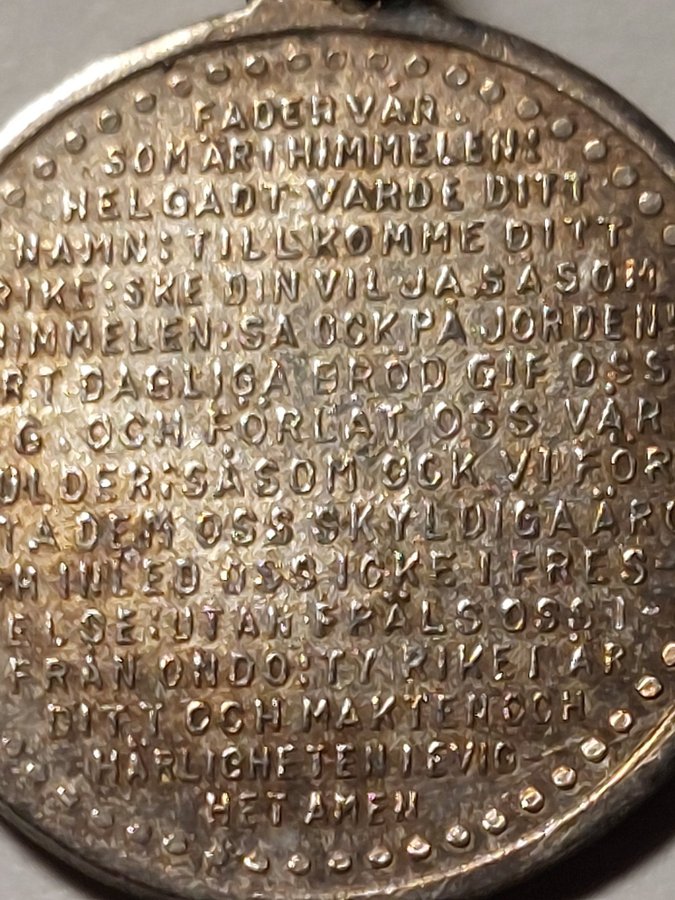 FADER VÅR
SOM ÄR I HIMMELEN:
HELGADT VARDE DITT
NAMN: TILLKOMME DITT
RIKE: SKE DIN VILJA SÅSOM
HIMMELEN: SÅ OCK PÅ JORDEN
RT DAGLIGA BRÖD GIF OSS
G. OCH FÖRLÅT OSS VÅR
ULDER: SÅSOM OCK VI FÖR
TA DEM OSS SKYLDIGA ÄRO
CH INLED OSS ICKE I FRES-
ELSE: UTAN FRÄLS OSS I-
FRÅN ONDO: TY RIKET ÄR
DITT OCH MAKTEN OCH
HÄRLIGHETEN I EVIG-
HET AMEN